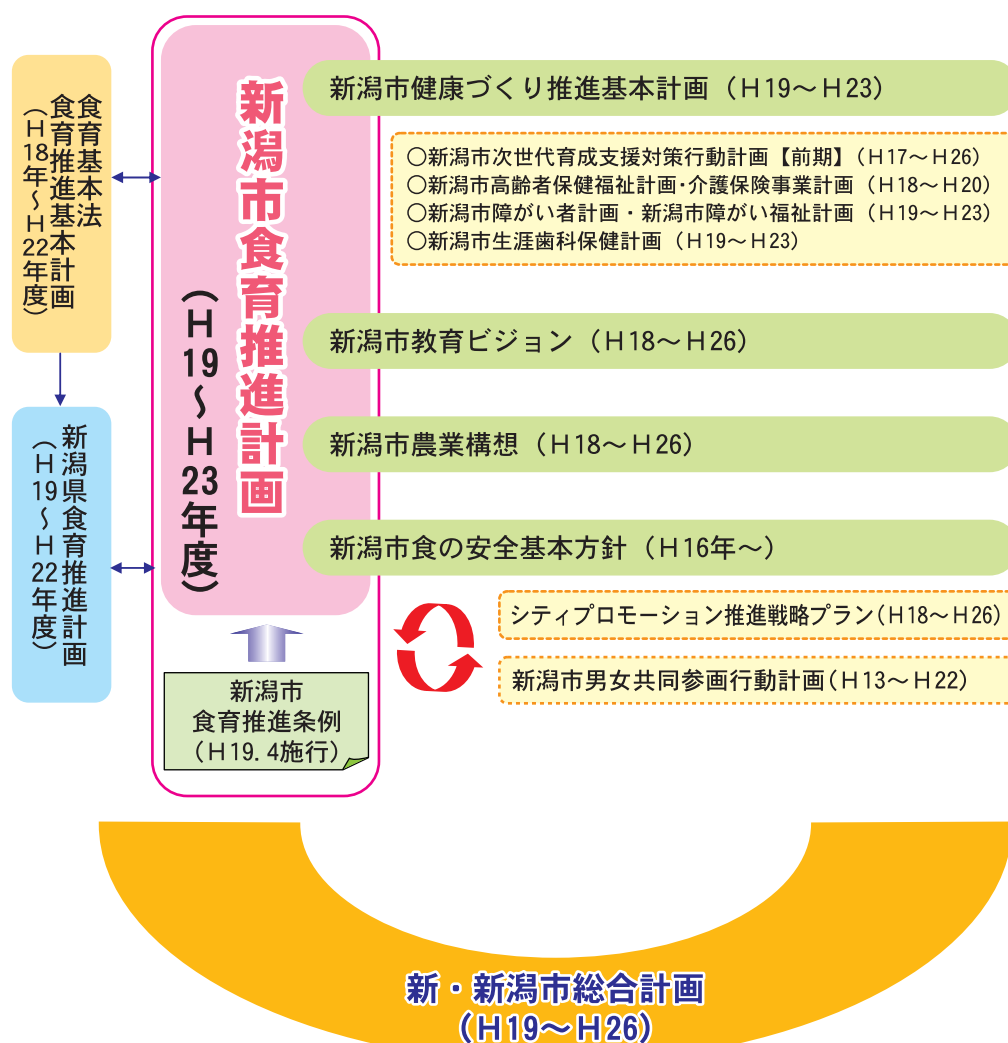 食育基本法
食育推進基本計画
（Ｈ18年～Ｈ22年度）
新潟県食育推進計画
（Ｈ19～Ｈ22年度）
新潟市食育推進計画
（Ｈ19～Ｈ23年度）
新潟市
食育推進条例
（Ｈ19.4施行）
新潟市健康づくり推進基本計画（Ｈ19～Ｈ23）
○新潟市次世代育成支援対策行動計画【前期】（Ｈ17～Ｈ26）
○新潟市高齢者保健福祉計画・介護保険事業計画（Ｈ18～Ｈ20）
○新潟市障がい者計画・新潟市障がい福祉計画（Ｈ19～Ｈ23）
○新潟市生涯歯科保健計画（Ｈ19～Ｈ23）
新潟市教育ビジョン（Ｈ18～Ｈ26）
新潟市農業構想（Ｈ18～Ｈ26）
新潟市食の安全基本方針（Ｈ16年～）
シティプロモーション推進戦略プラン（Ｈ18～Ｈ26）
新潟市男女共同参画行動計画（Ｈ13～Ｈ22）
新・新潟市総合計画
（Ｈ19～Ｈ26）